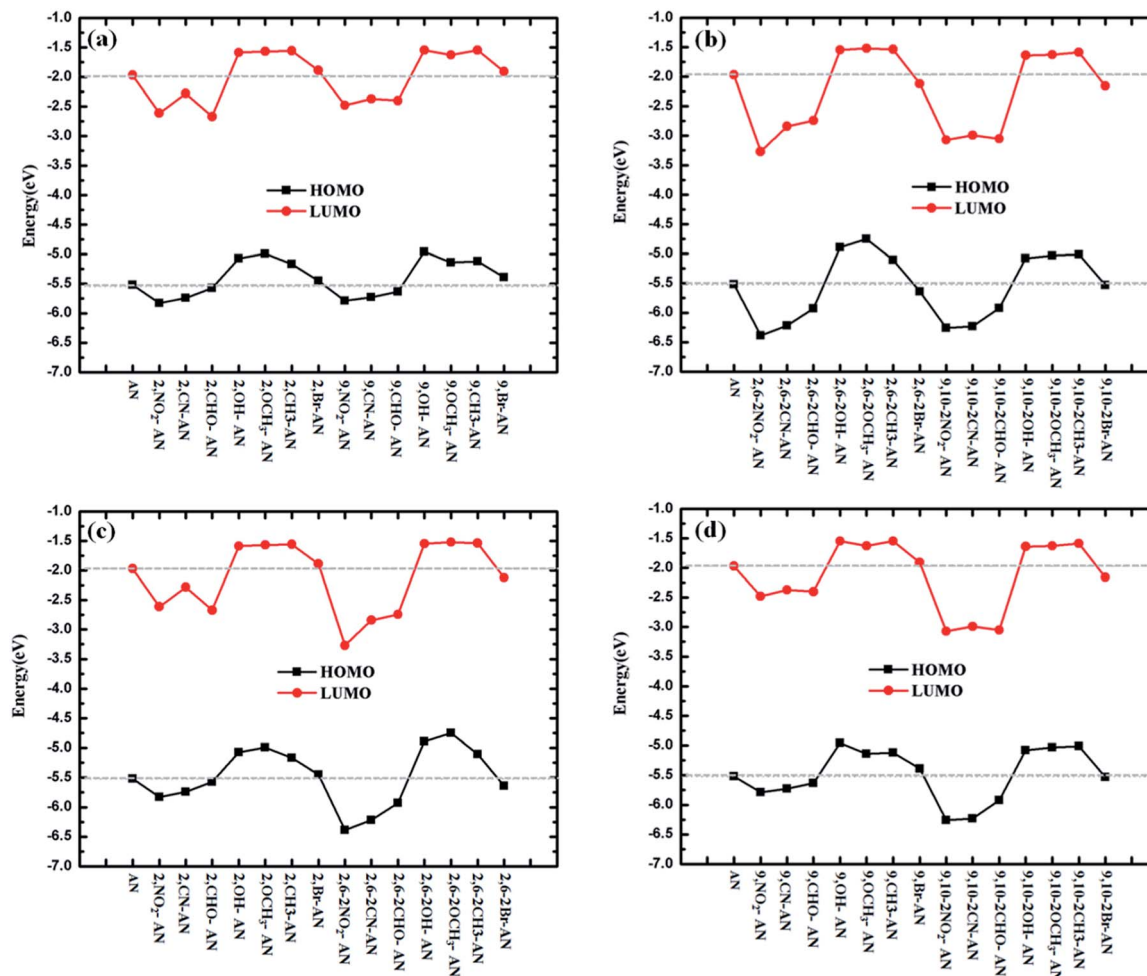 (a)
-1.0
-1.5
-2.0
-2.5
-3.0
-3.5
-4.0
-4.5
-5.0
-5.5
-6.0
-6.5
-7.0
Energy(eV)
HOMO
LUMO
AN
2,NO₂- AN
2,CN-AN
2,CHO- AN
2,OH- AN
2,OCH₃- AN
2,CH3-AN
2,Br-AN
9,NO₂- AN
9,CN-AN
9,CHO- AN
9,OH- AN
9,OCH₃- AN
9,CH3-AN
9,Br-AN
(b)
-1.0
-1.5
-2.0
-2.5
-3.0
-3.5
-4.0
-4.5
-5.0
-5.5
-6.0
-6.5
-7.0
Energy(eV)
HOMO
LUMO
AN
2,6-2NO₂- AN
2,6-2CN-AN
2,6-2CHO- AN
2,6-2OH- AN
2,6-2OCH₃- AN
2,6-2CH3-AN
2,6-2Br-AN
9,10-2NO₂- AN
9,10-2CN-AN
9,10-2CHO- AN
9,10-2OH- AN
9,10-2OCH₃- AN
9,10-2CH3-AN
9,10-2Br-AN
(c)
-1.0
-1.5
-2.0
-2.5
-3.0
-3.5
-4.0
-4.5
-5.0
-5.5
-6.0
-6.5
-7.0
Energy(eV)
HOMO
LUMO
AN
2,NO₂- AN
2,CN-AN
2,CHO- AN
2,OH- AN
2,OCH₃- AN
2,CH3-AN
2,Br-AN
2,6-2NO₂- AN
2,6-2CN-AN
2,6-2CHO- AN
2,6-2OH- AN
2,6-2OCH₃- AN
2,6-2CH3-AN
2,6-2Br-AN
(d)
-1.0
-1.5
-2.0
-2.5
-3.0
-3.5
-4.0
-4.5
-5.0
-5.5
-6.0
-6.5
-7.0
Energy(eV)
HOMO
LUMO
AN
9,NO₂- AN
9,CN-AN
9,CHO- AN
9,OH- AN
9,OCH₃- AN
9,CH3-AN
9,Br-AN
9,10-2NO₂- AN
9,10-2CN-AN
9,10-2CHO- AN
9,10-2OH- AN
9,10-2OCH₃- AN
9,10-2CH3-AN
9,10-2Br-AN